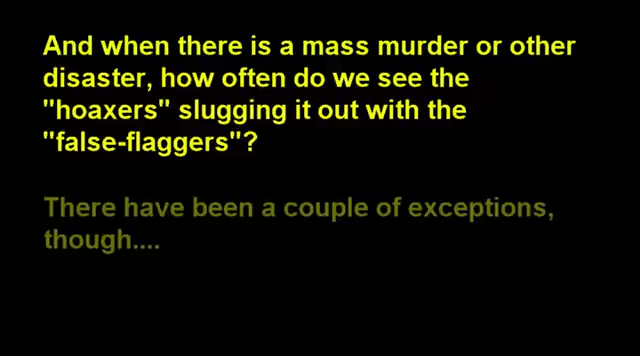 And when there is a mass murder or other
disaster, how often do we see the
"hoaxers" slugging it out with the
"false-flaggers"?
There have been a couple of exceptions,
though....